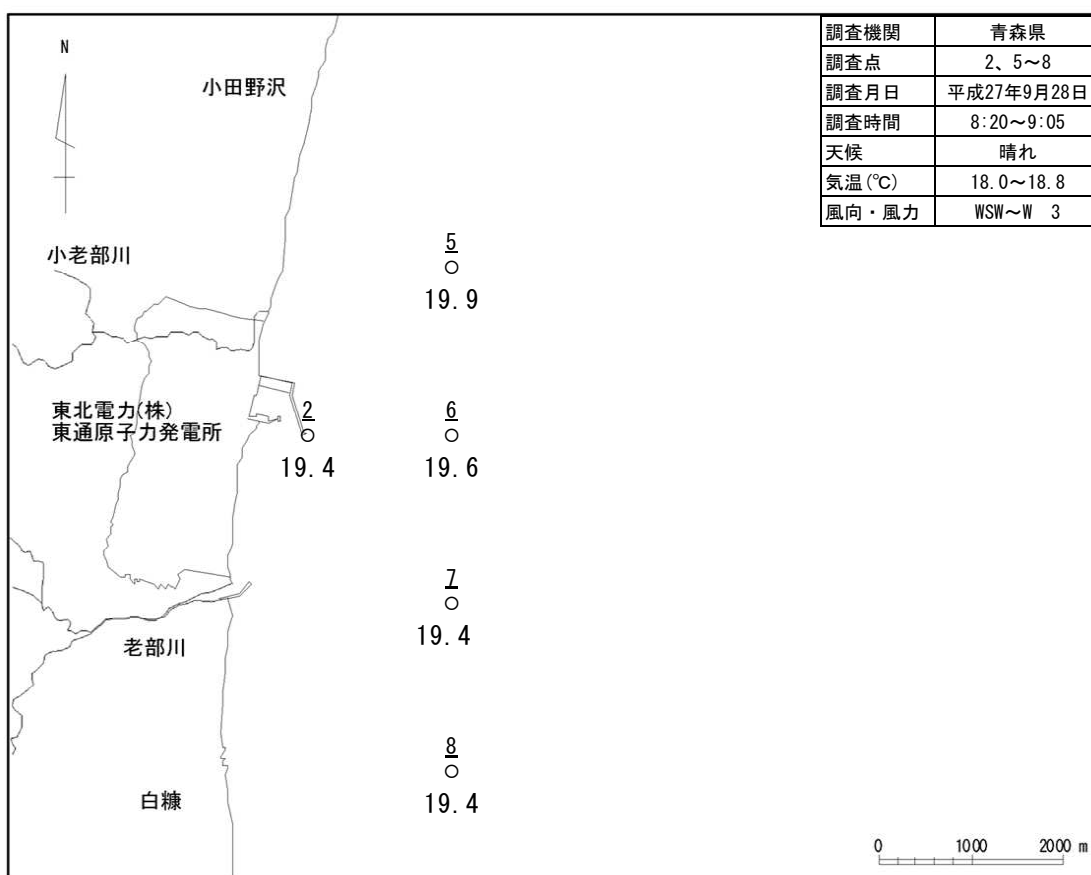 調査機関 青森県
調査点 2、5～8
調査月日 平成27年9月28日
調査時間 8:20～9:05
天候 晴れ
気温(℃) 18.0～18.8
風向・風力 WSW～W 3
N
小田野沢
小老部川
5
19.9
東北電力(株)
東通原子力発電所
2
19.4
6
19.6
7
19.4
老部川
8
19.4
白糠
0 1000 2000 m